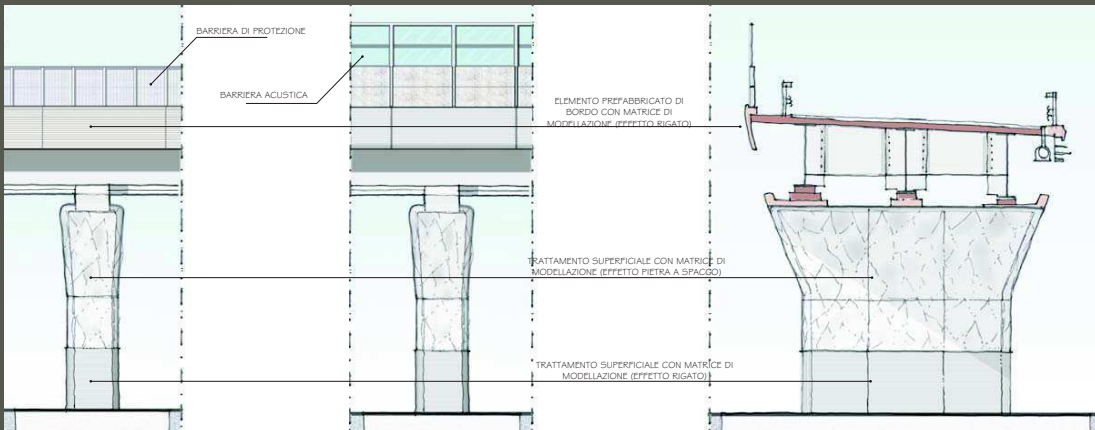 BARRIERA DI PROTEZIONE
BARRIERA ACUSTICA
ELEMENTO PREFABBRICATO DI
BORDO CON MATRICE DI
MODELLAZIONE (EFFETTO RIGATO)
TRATTAMENTO SUPERFICIALE CON MATRICE DI
MODELLAZIONE (EFFETTO PIETRA A SPACCO)
TRATTAMENTO SUPERFICIALE CON MATRICE DI
MODELLAZIONE (EFFETTO RIGATO)